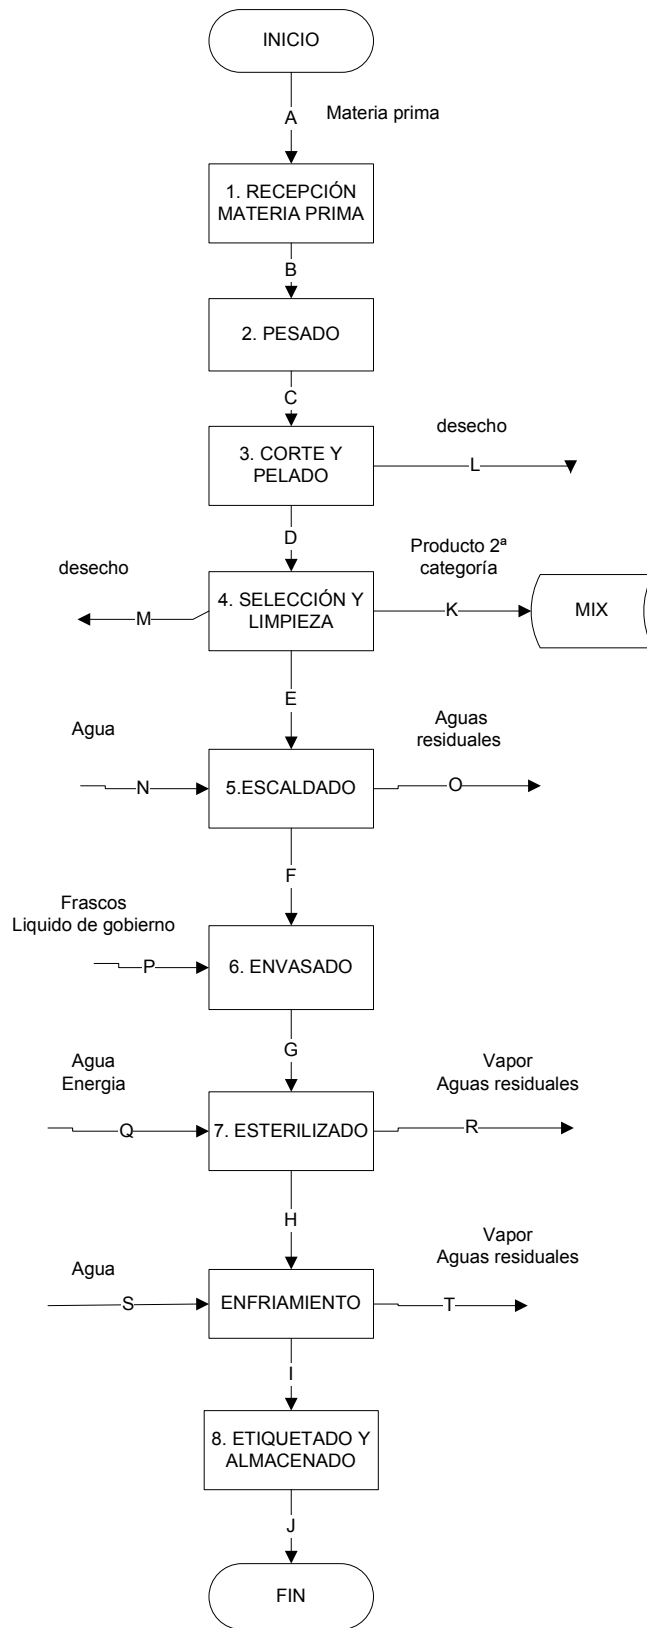 INICIO
A
Materia prima
1. RECEPCIÓN
MATERIA PRIMA
B
2. PESADO
C
desecho
3. CORTE Y
PELADO
L
D
Producto 2ª
categoría
desecho
M
4. SELECCIÓN Y
LIMPIEZA
K
MIX
E
Agua
Aguas
residuales
N
5.ESCALDADO
O
F
Frascos
Liquido de gobierno
P
6. ENVASADO
G
Agua
Energia
Vapor
Aguas residuales
Q
7. ESTERILIZADO
R
H
Agua
Vapor
Aguas residuales
S
ENFRIAMIENTO
T
I
8. ETIQUETADO Y
ALMACENADO
J
FIN